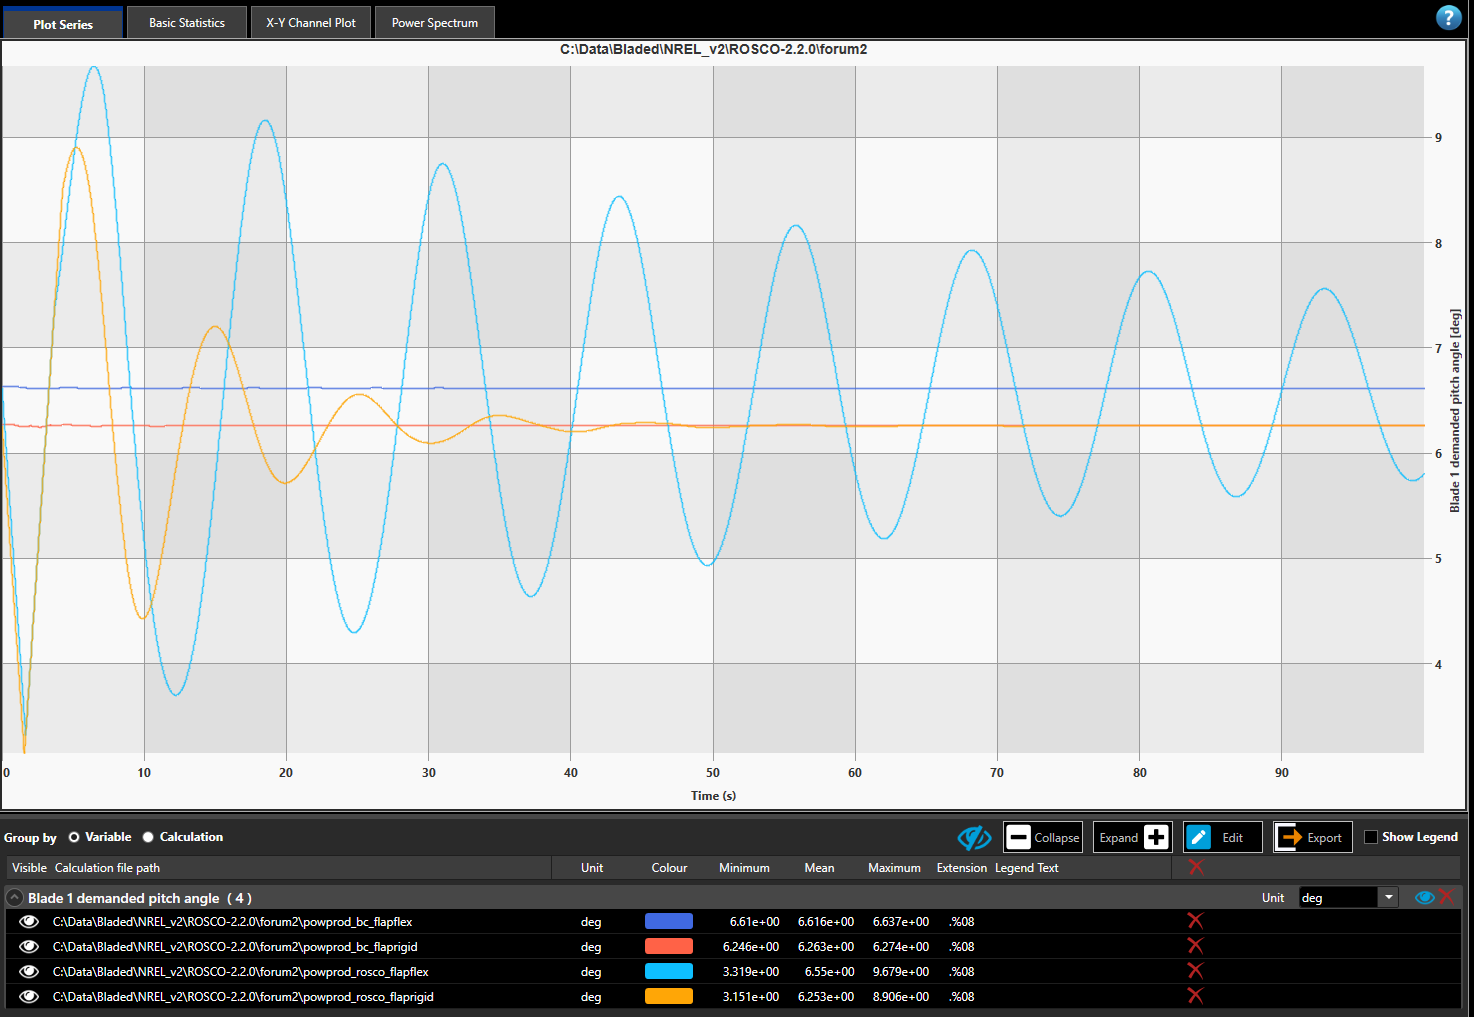 Plot Series Basic Statistics X-Y Channel Plot Power Spectrum ?
C:\Data\Bladed\NREL_v2\ROSCO-2.2.0\forum2
9
8
7
6
5
4
Blade 1 demanded pitch angle [deg]
0 10 20 30 40 50 60 70 80 90
Time (s)
Group by Variable Calculation Collapse Expand Edit Export Show Legend
Visible Calculation file path Unit Colour Minimum Mean Maximum Extension Legend Text
Blade 1 demanded pitch angle ( 4 ) Unit deg
C:\Data\Bladed\NREL_v2\ROSCO-2.2.0\forum2\powprod_bc_flapflex deg 6.61e+00 6.616e+00 6.637e+00 .%08
C:\Data\Bladed\NREL_v2\ROSCO-2.2.0\forum2\powprod_bc_flaprigid deg 6.246e+00 6.263e+00 6.274e+00 .%08
C:\Data\Bladed\NREL_v2\ROSCO-2.2.0\forum2\powprod_rosco_flapflex deg 3.319e+00 6.55e+00 9.679e+00 .%08
C:\Data\Bladed\NREL_v2\ROSCO-2.2.0\forum2\powprod_rosco_flaprigid deg 3.151e+00 6.253e+00 8.906e+00 .%08